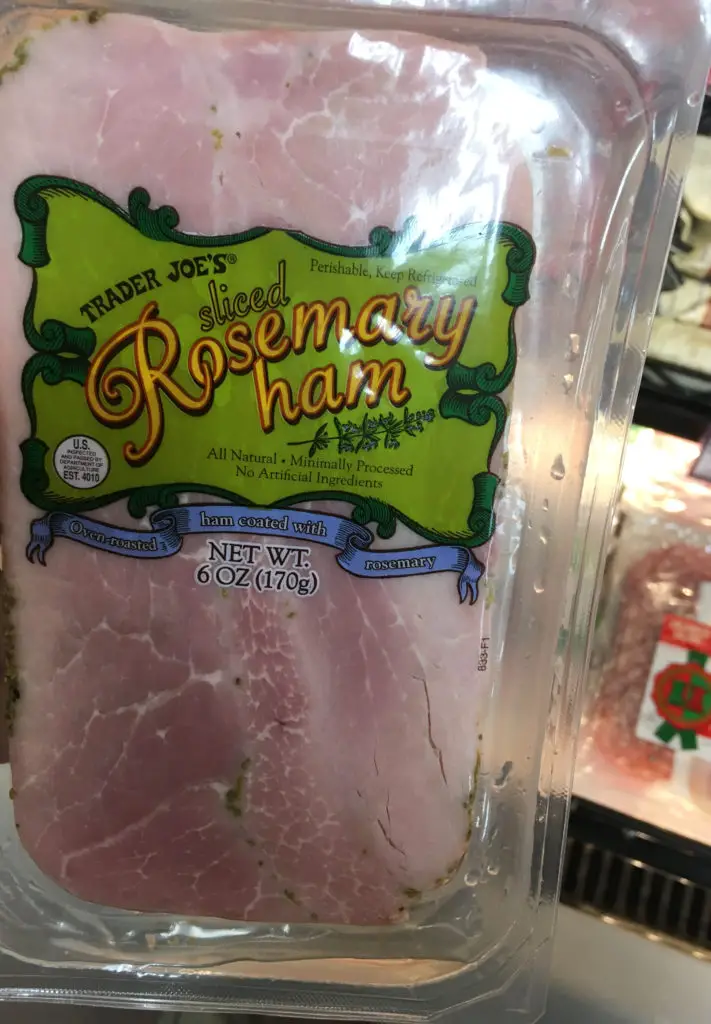 TRADER JOE'S®
Perishable, Keep Refrigerated
sliced
Rosemary
ham
All Natural • Minimally Processed
No Artificial Ingredients
U.S.
INSPECTED
AND PASSED BY
DEPARTMENT OF
AGRICULTURE
EST. 4010
Oven-roasted
ham coated with
rosemary
NET WT.
6 OZ (170g)
833-F1